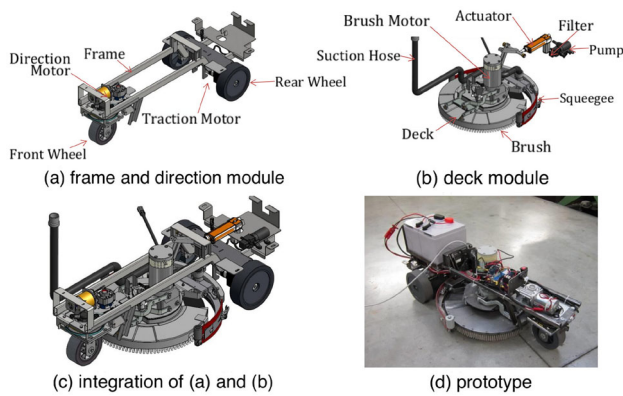 Frame
Direction
Motor
Rear Wheel
Traction Motor
Front Wheel
(a) frame and direction module
Actuator
Brush Motor
Filter
Suction Hose
Pump
Squeegee
Deck
Brush
(b) deck module
(c) integration of (a) and (b)
(d) prototype